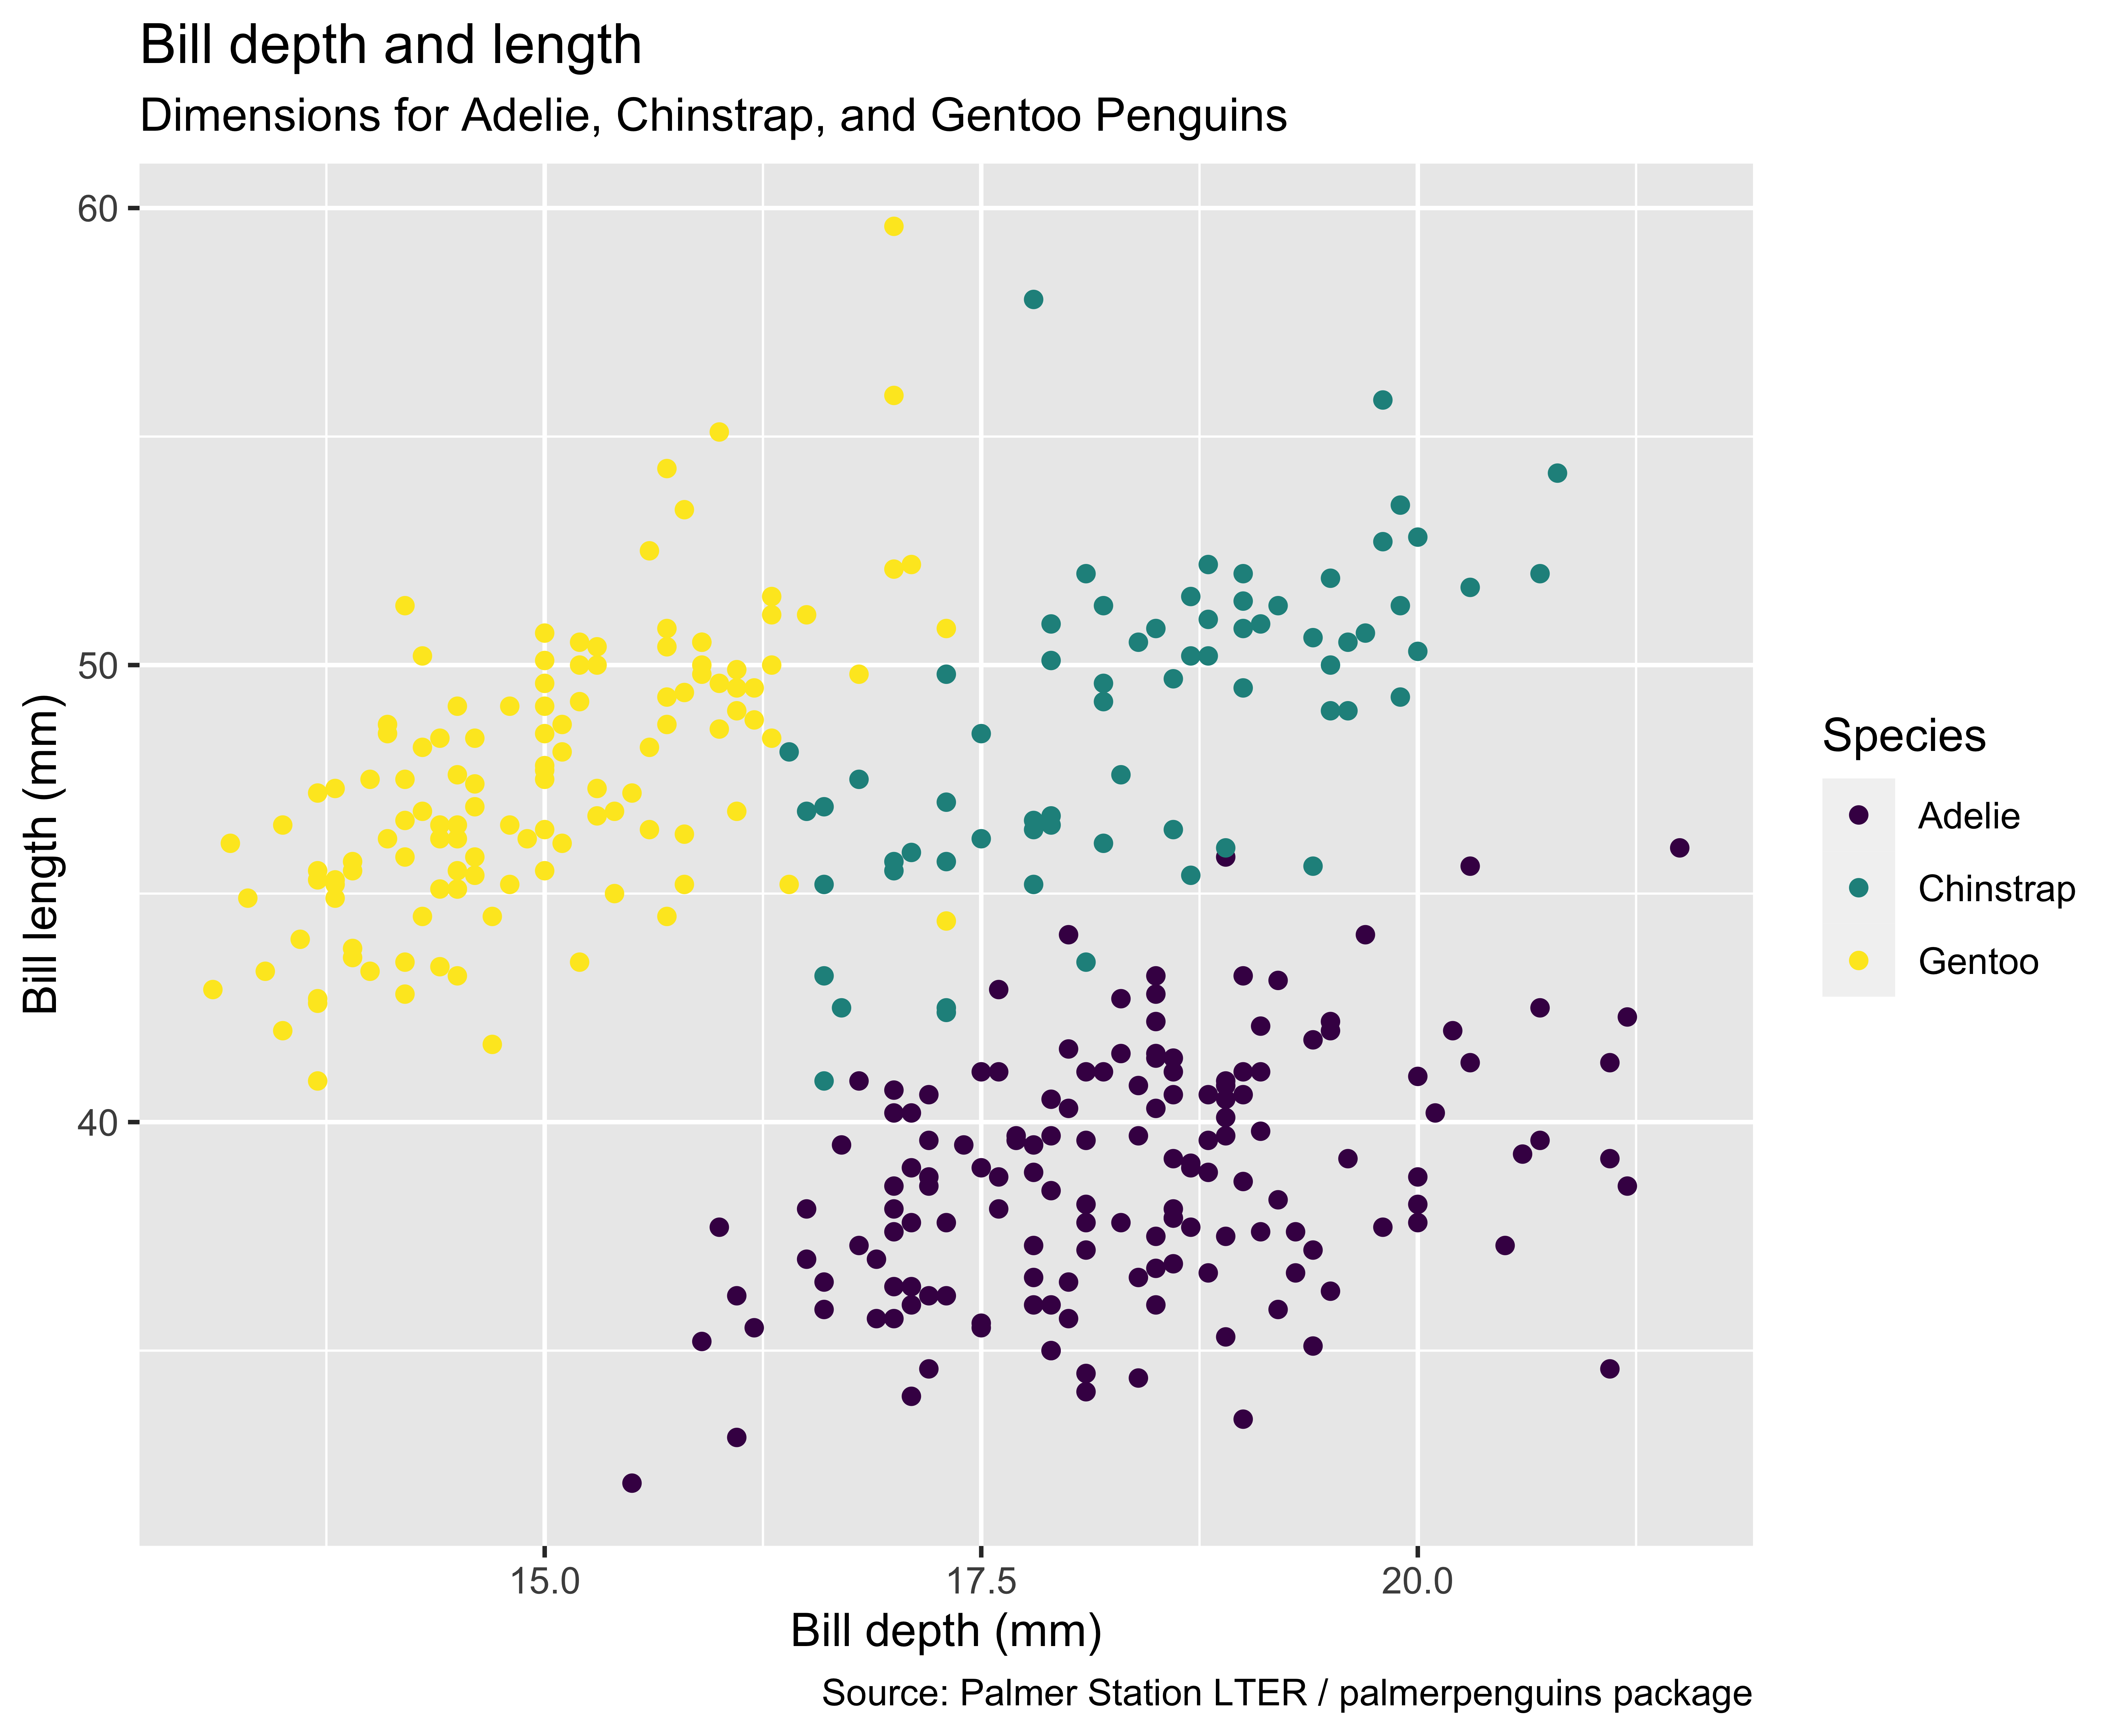 Bill depth and length
Dimensions for Adelie, Chinstrap, and Gentoo Penguins
60
50
40
Bill length (mm)
15.0 17.5 20.0
Bill depth (mm)
Species
Adelie
Chinstrap
Gentoo
Source: Palmer Station LTER / palmerpenguins package